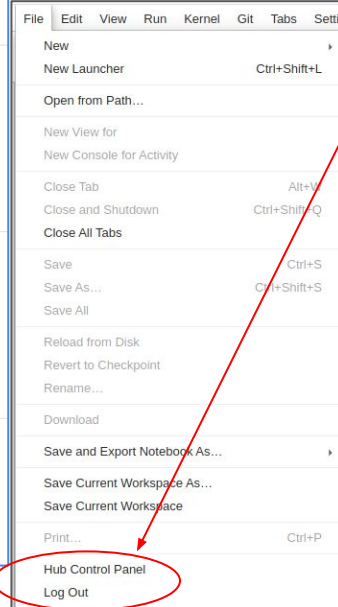 File Edit View Run Kernel Git Tabs Setti
New
New Launcher Ctrl+Shift+L
Open from Path…
New View for
New Console for Activity
Close Tab Alt+W
Close and Shutdown Ctrl+Shift+Q
Close All Tabs
Save Ctrl+S
Save As… Ctrl+Shift+S
Save All
Reload from Disk
Revert to Checkpoint
Rename…
Download
Save and Export Notebook As…
Save Current Workspace As…
Save Current Workspace
Print… Ctrl+P
Hub Control Panel
Log Out